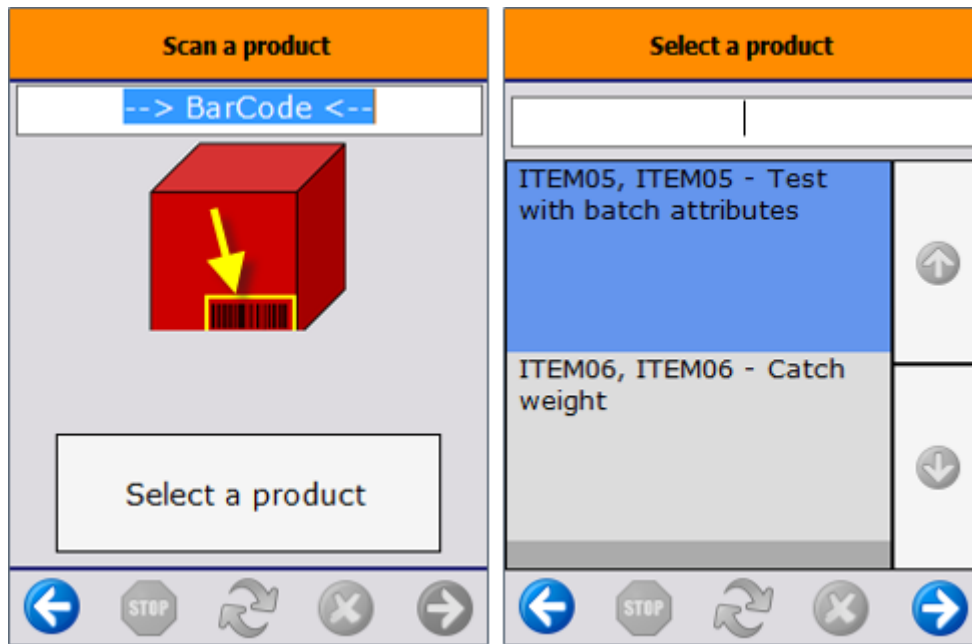 Scan a product
--> BarCode <--
Select a product
STOP
Select a product
ITEM05, ITEM05 - Test
with batch attributes
ITEM06, ITEM06 - Catch
weight
STOP